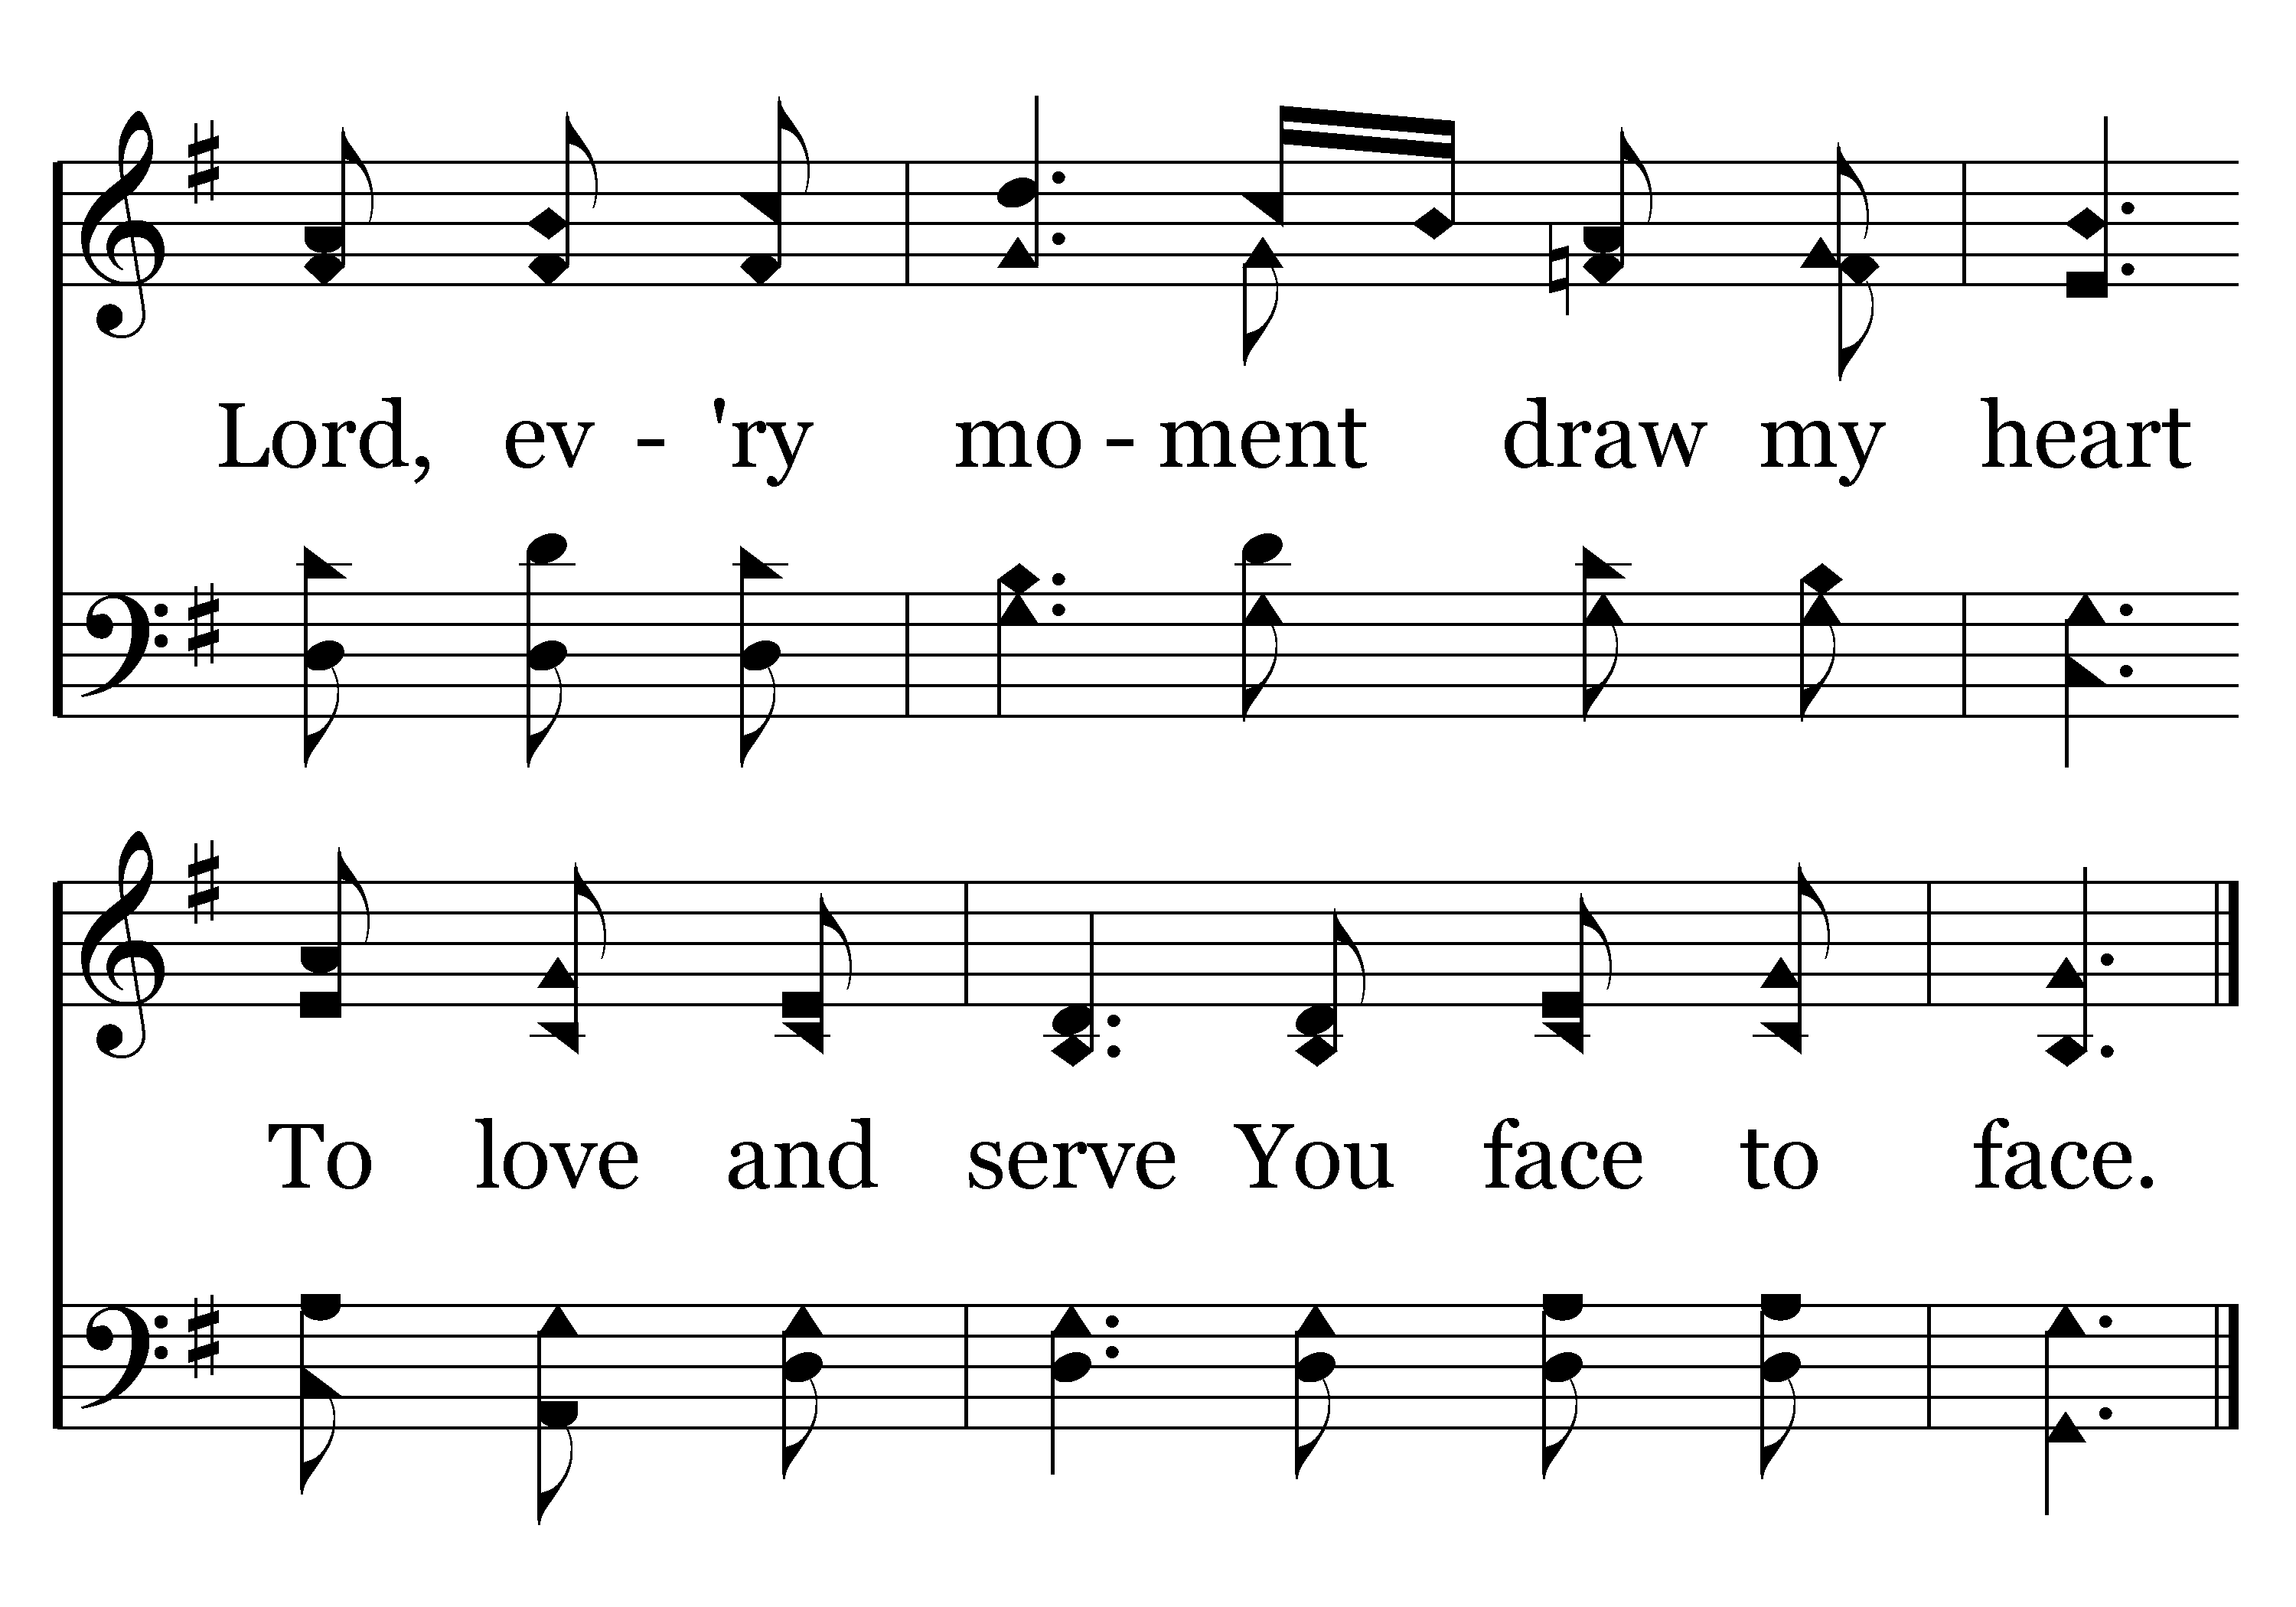 Lord, ev - 'ry mo - ment draw my heart
To love and serve You face to face.